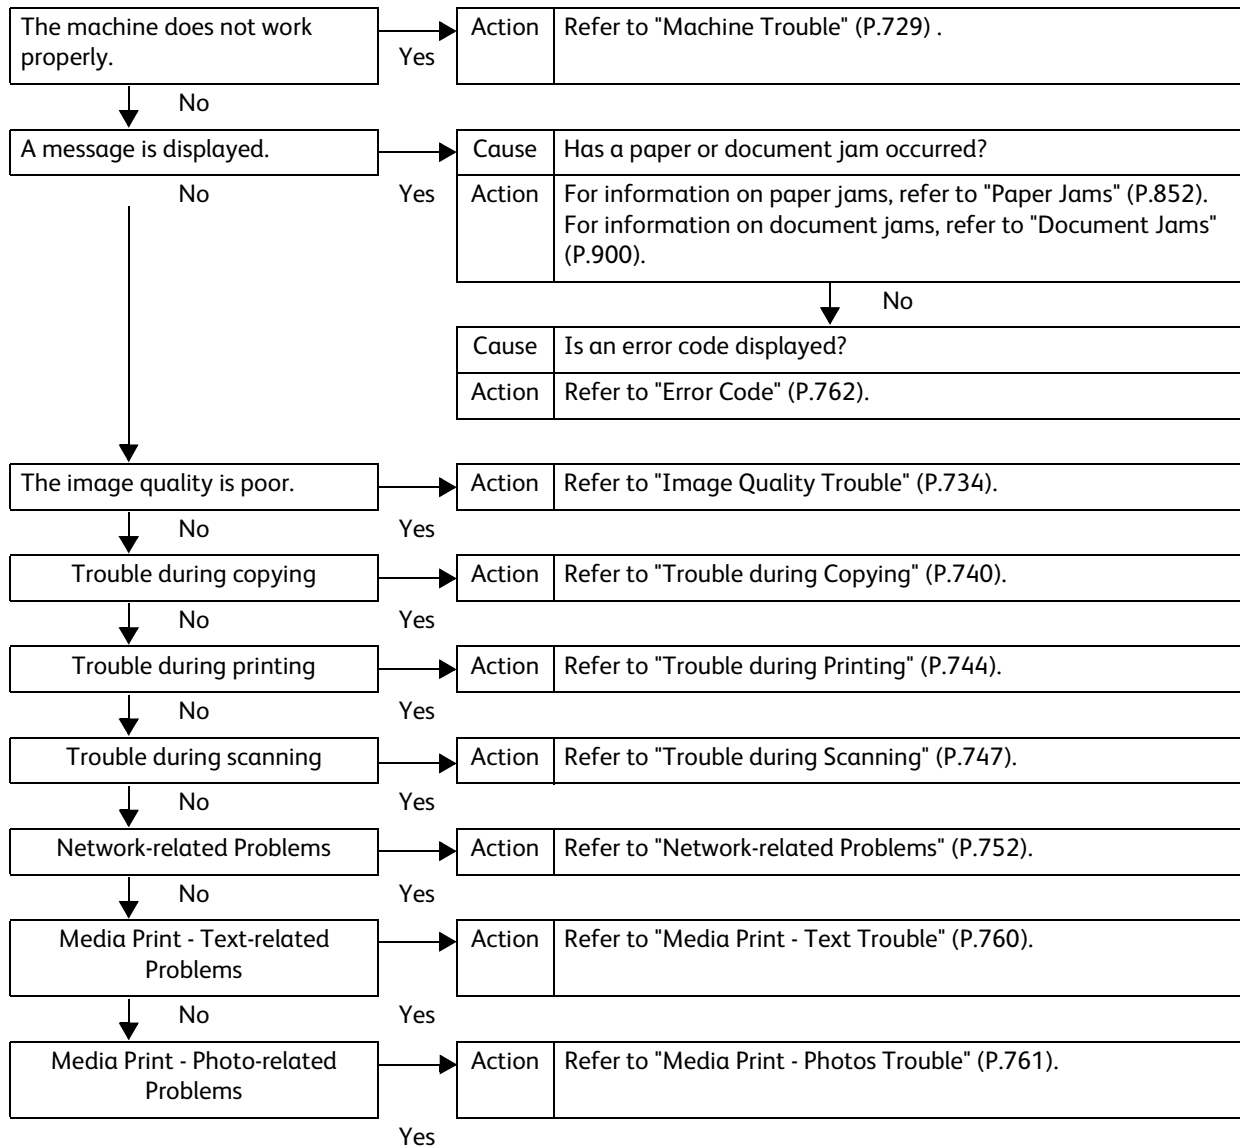 The machine does not work
properly.
Yes
Action
Refer to "Machine Trouble" (P.729) .
No
A message is displayed.
Yes
Cause
Has a paper or document jam occurred?
Action
For information on paper jams, refer to "Paper Jams" (P.852).
For information on document jams, refer to "Document Jams"
(P.900).
No
Cause
Is an error code displayed?
Action
Refer to "Error Code" (P.762).
No
The image quality is poor.
Yes
Action
Refer to "Image Quality Trouble" (P.734).
No
Trouble during copying
Yes
Action
Refer to "Trouble during Copying" (P.740).
No
Trouble during printing
Yes
Action
Refer to "Trouble during Printing" (P.744).
No
Trouble during scanning
Yes
Action
Refer to "Trouble during Scanning" (P.747).
No
Network-related Problems
Yes
Action
Refer to "Network-related Problems" (P.752).
No
Media Print - Text-related
Problems
Yes
Action
Refer to "Media Print - Text Trouble" (P.760).
No
Media Print - Photo-related
Problems
Yes
Action
Refer to "Media Print - Photos Trouble" (P.761).